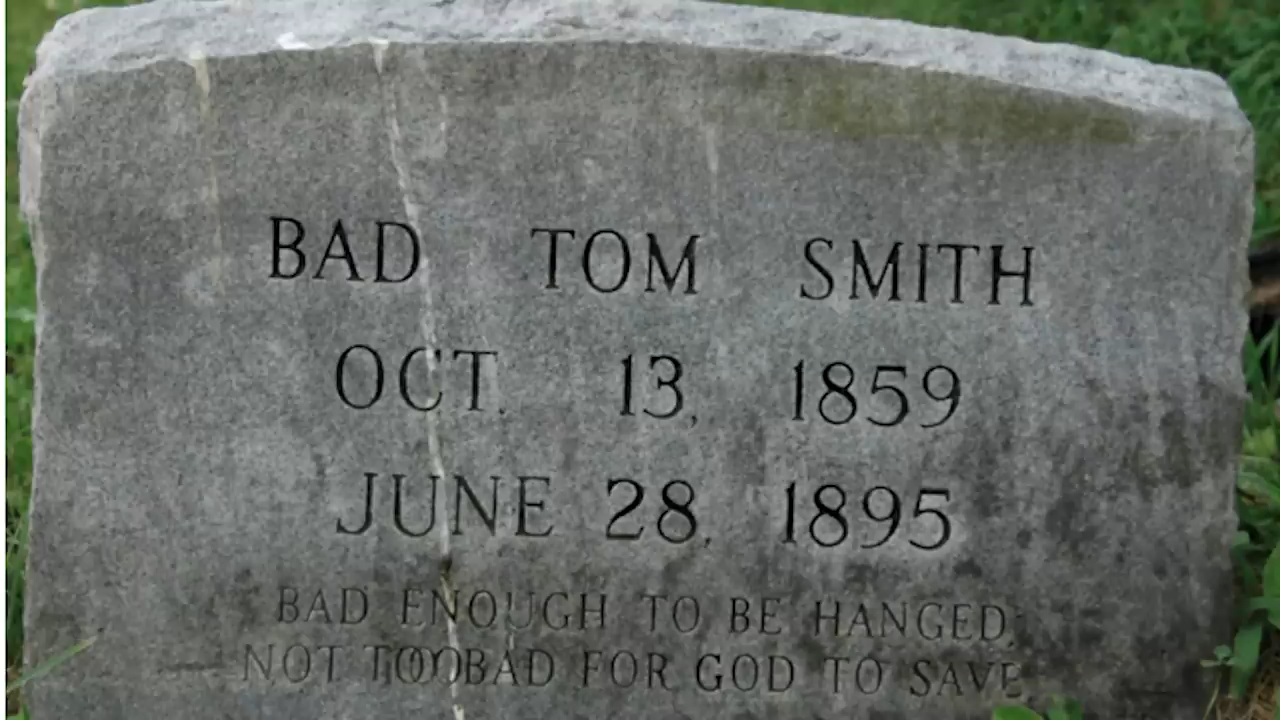 BAD TOM SMITH
OCT. 13, 1859
JUNE 28, 1895
BAD ENOUGH TO BE HANGED,
NOT TOO BAD FOR GOD TO SAVE